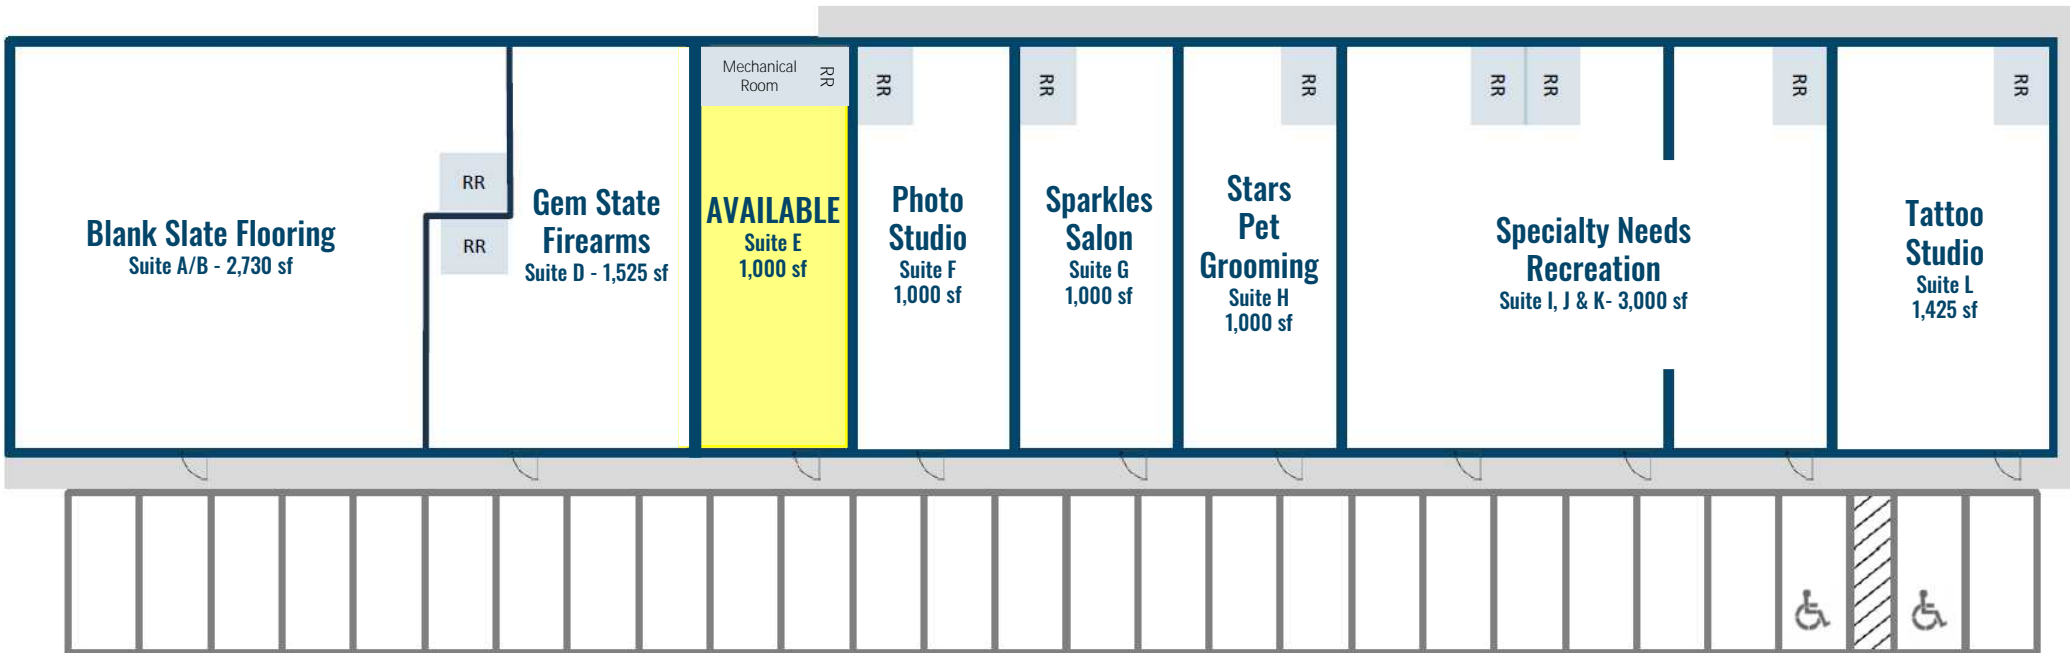 Blank Slate Flooring
Suite A/B - 2,730 sf
RR
RR
Gem State
Firearms
Suite D - 1,525 sf
Mechanical
Room
RR
AVAILABLE
Suite E
1,000 sf
RR
Photo
Studio
Suite F
1,000 sf
RR
Sparkles
Salon
Suite G
1,000 sf
RR
Stars
Pet
Grooming
Suite H
1,000 sf
RR
RR
RR
Specialty Needs
Recreation
Suite I, J & K- 3,000 sf
RR
Tattoo
Studio
Suite L
1,425 sf